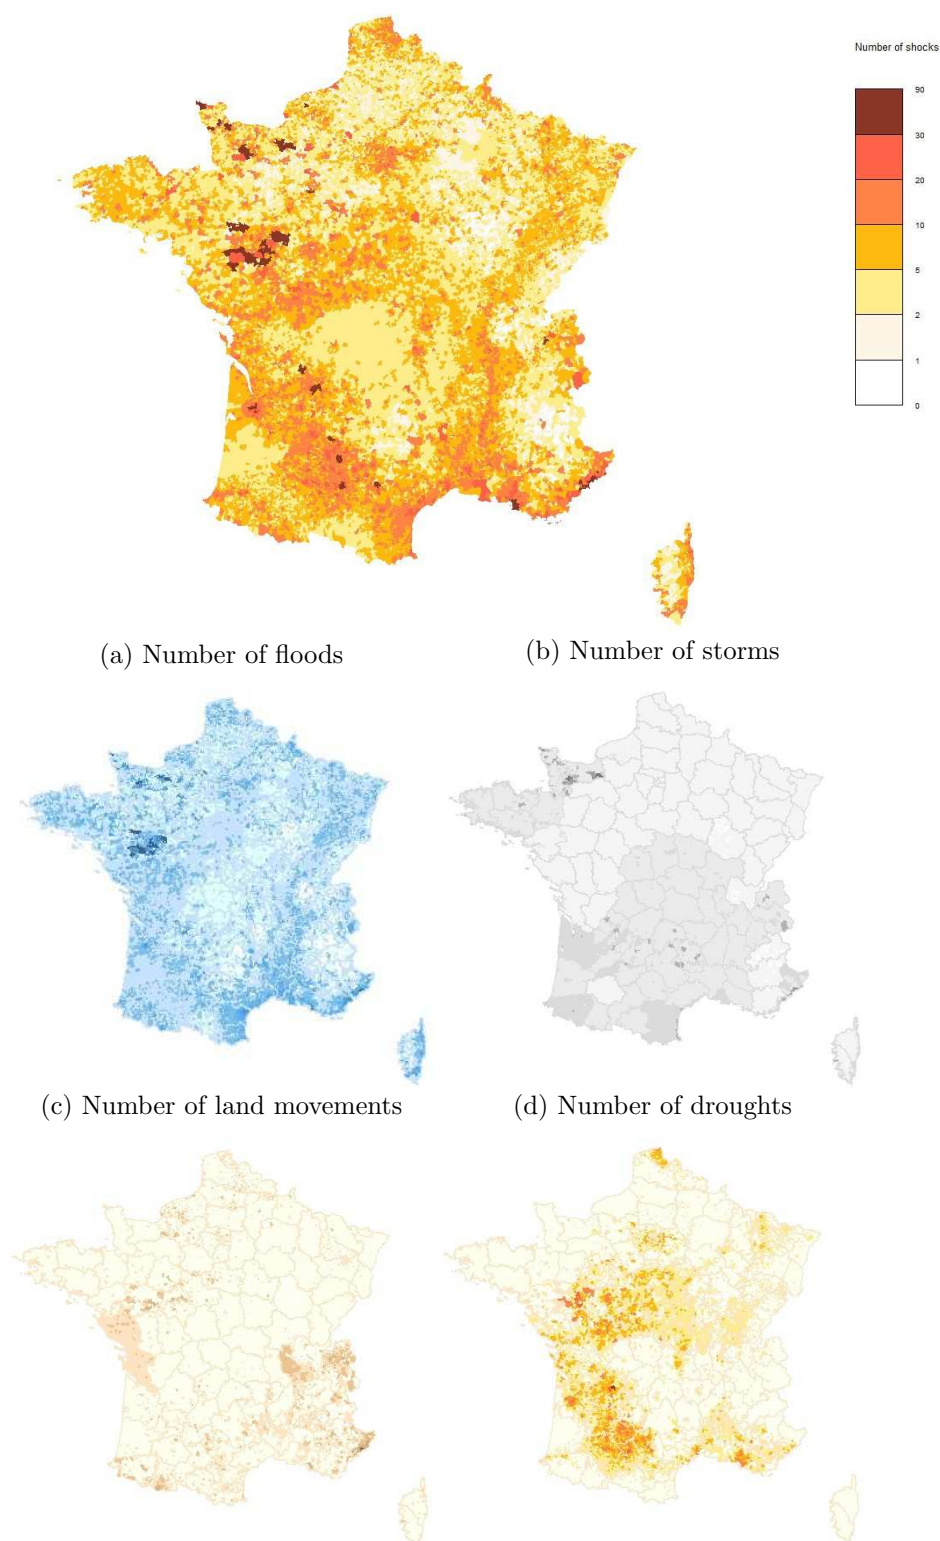 Number of shocks
90
30
20
10
5
2
1
0
(a) Number of floods
(b) Number of storms
(c) Number of land movements
(d) Number of droughts